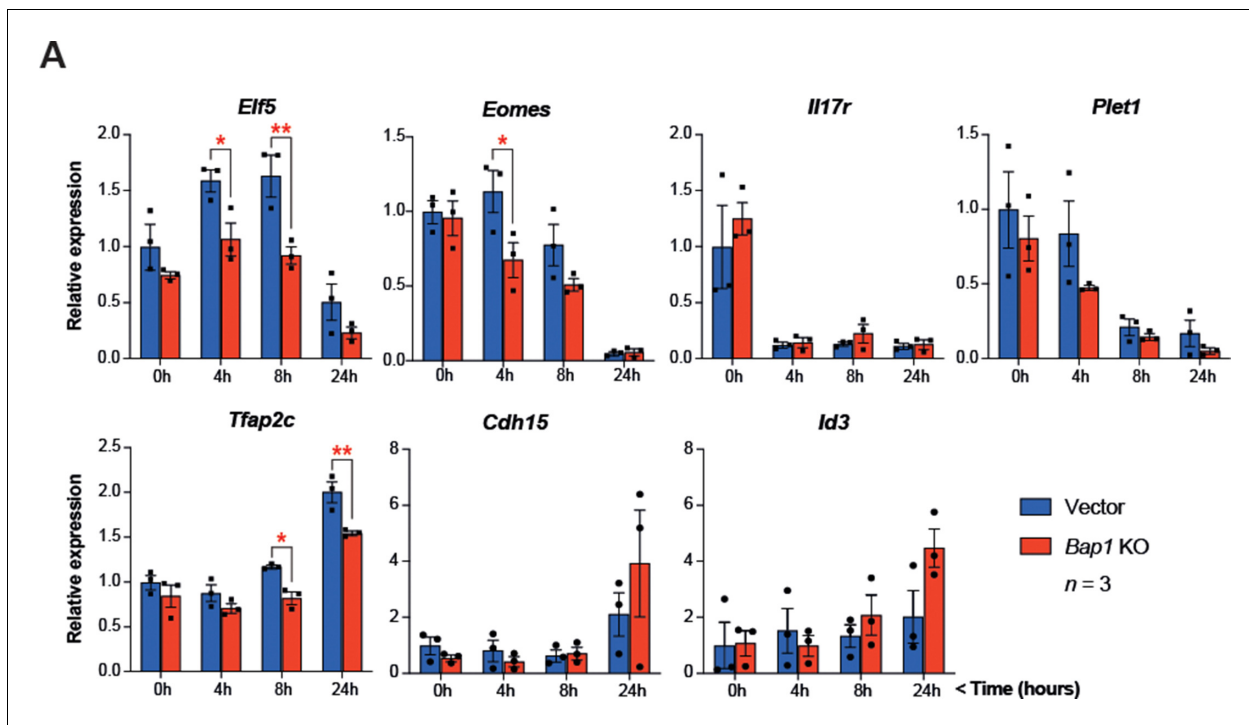 A
Elf5
Eomes
Il17r
Plet1
Relative expression
2.0
1.5
1.0
0.5
0.0
* **
0h 4h 8h 24h
1.5
1.0
0.5
0.0
*
0h 4h 8h 24h
2.0
1.5
1.0
0.5
0.0
0h 4h 8h 24h
1.5
1.0
0.5
0.0
0h 4h 8h 24h
Tfap2c
Cdh15
Id3
Relative expression
2.5
2.0
1.5
1.0
0.5
0.0
* **
0h 4h 8h 24h
8
6
4
2
0
0h 4h 8h 24h
8
6
4
2
0
0h 4h 8h 24h
< Time (hours)
Vector
Bap1 KO
n = 3